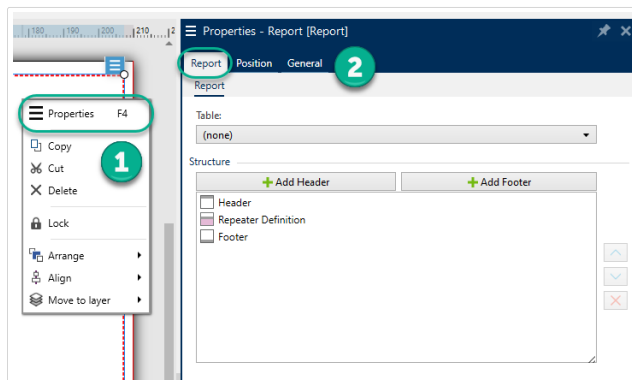 180 190 200 210 2
Properties - Report [Report]
Report Position General
2
Report
Properties F4
Table:
(none)
Copy
1
Cut
Structure
Delete
Add Header Add Footer
Header
Lock
Repeater Definition
Footer
Arrange
Align
Move to layer